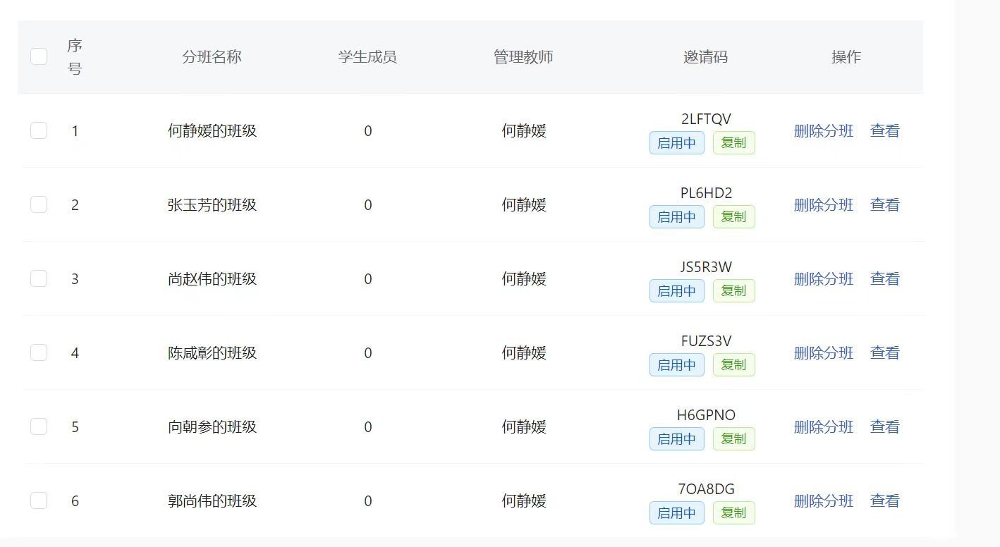 序号 分班名称 学生成员 管理教师 邀请码 操作
1 何静媛的班级 0 何静媛 2LFTQV 删除分班 查看
启用中 复制
2 张玉芳的班级 0 何静媛 PL6HD2 删除分班 查看
启用中 复制
3 尚赵伟的班级 0 何静媛 JS5R3W 删除分班 查看
启用中 复制
4 陈咸彰的班级 0 何静媛 FUZS3V 删除分班 查看
启用中 复制
5 向朝参的班级 0 何静媛 H6GPNO 删除分班 查看
启用中 复制
6 郭尚伟的班级 0 何静媛 7OA8DG 删除分班 查看
启用中 复制